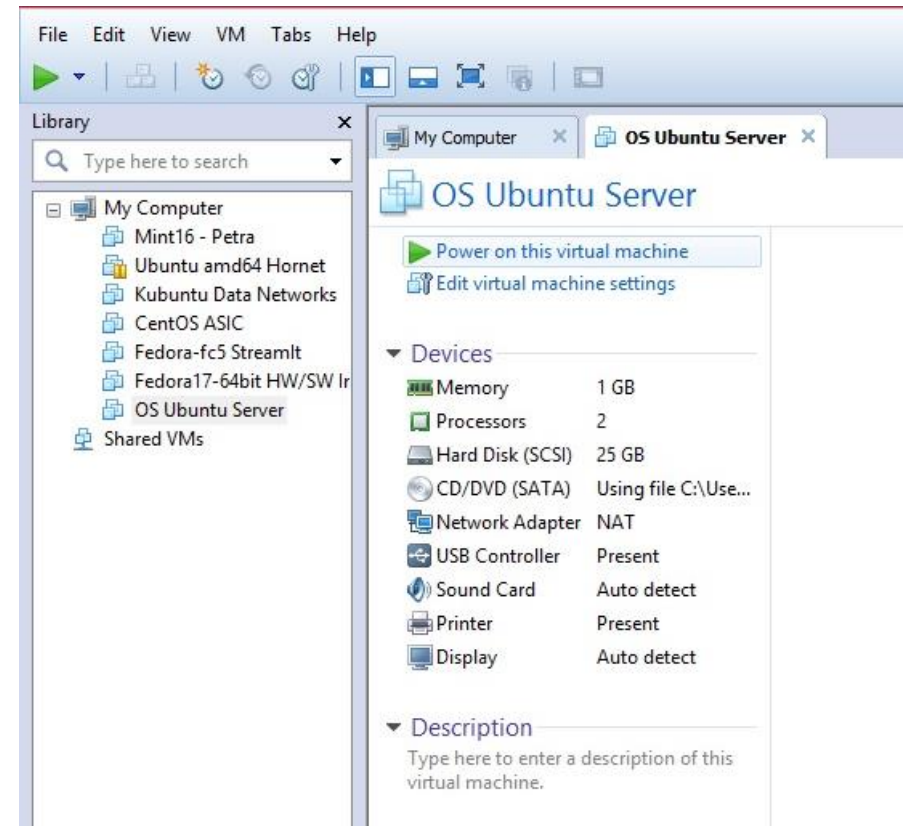 File Edit View VM Tabs Help
Library
Type here to search
My Computer
Mint16 - Petra
Ubuntu amd64 Hornet
Kubuntu Data Networks
CentOS ASIC
Fedora-fc5 StreamIt
Fedora17-64bit HW/SW Ir
OS Ubuntu Server
Shared VMs
My Computer
OS Ubuntu Server
OS Ubuntu Server
Power on this virtual machine
Edit virtual machine settings
Devices
Memory 1 GB
Processors 2
Hard Disk (SCSI) 25 GB
CD/DVD (SATA) Using file C:\Use...
Network Adapter NAT
USB Controller Present
Sound Card Auto detect
Printer Present
Display Auto detect
Description
Type here to enter a description of this
virtual machine.